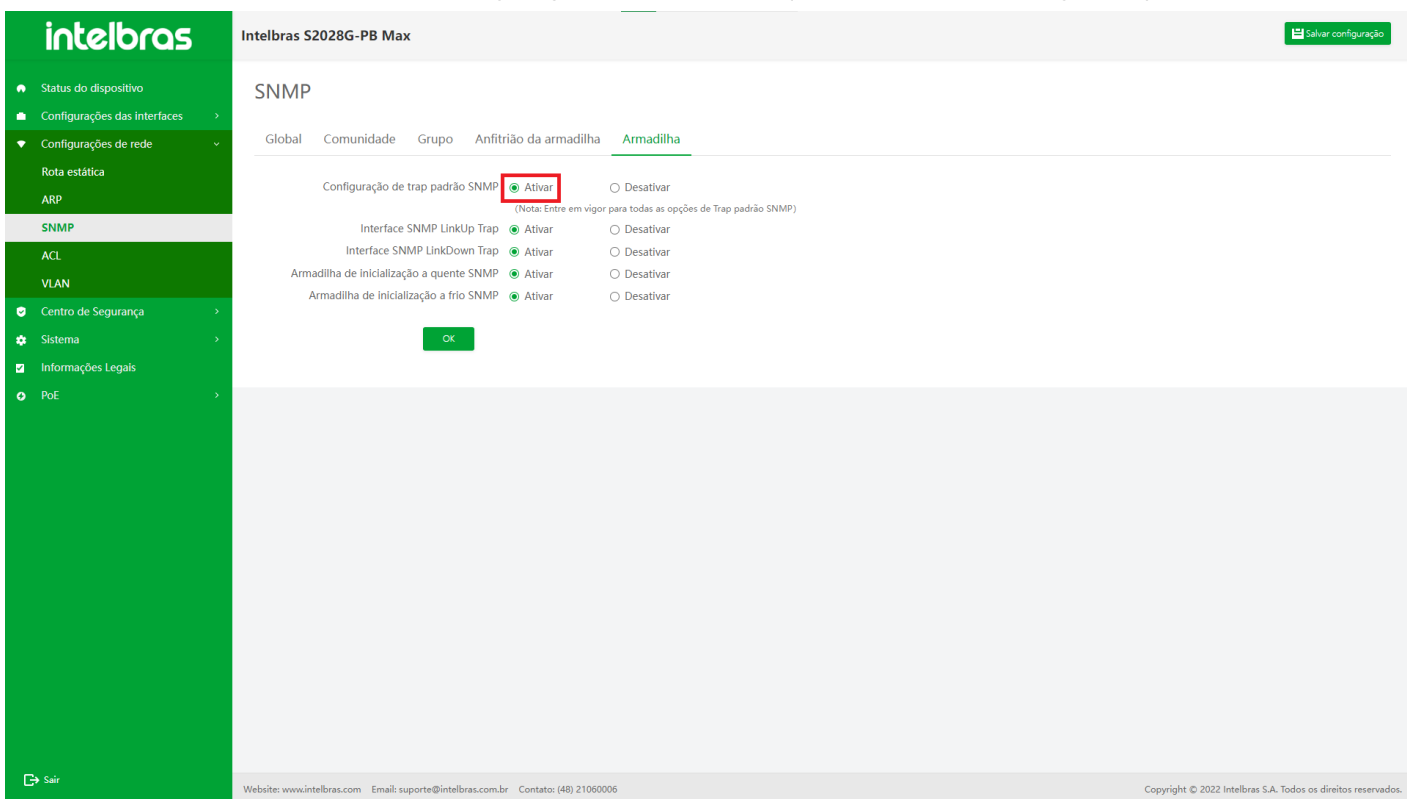 intelbras
Intelbras S2028G-PB Max
Salvar configuração
Status do dispositivo
Configurações das interfaces
Configurações de rede
Rota estática
ARP
SNMP
ACL
VLAN
Centro de Segurança
Sistema
Informações Legais
PoE
Sair
SNMP
Global Comunidade Grupo Anfitrião da armadilha Armadilha
Configuração de trap padrão SNMP Ativar Desativar
(Nota: Entre em vigor para todas as opções de Trap padrão SNMP)
Interface SNMP LinkUp Trap Ativar Desativar
Interface SNMP LinkDown Trap Ativar Desativar
Armadilha de inicialização a quente SNMP Ativar Desativar
Armadilha de inicialização a frio SNMP Ativar Desativar
OK
Website: www.intelbras.com Email: suporte@intelbras.com.br Contato: (48) 21060006
Copyright © 2022 Intelbras S.A. Todos os direitos reservados.